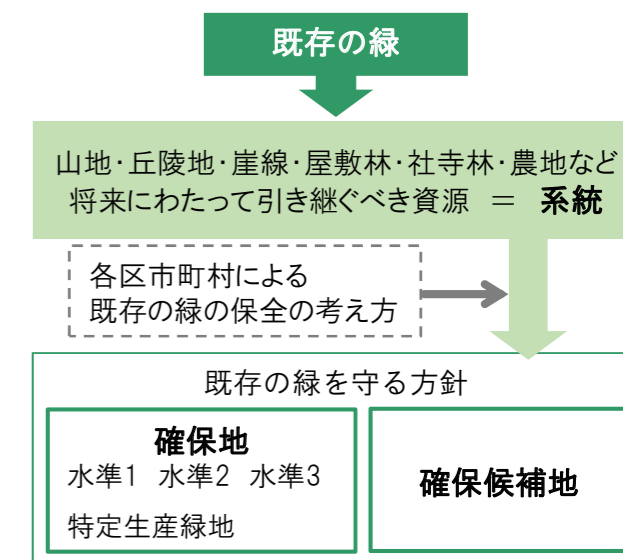 既存の緑
山地・丘陵地・崖線・屋敷林・社寺林・農地など
将来にわたって引き継ぐべき資源 ＝ 系統
各区市町村による
既存の緑の保全の考え方
既存の緑を守る方針
確保地
水準1 水準2 水準3
特定生産緑地
確保候補地